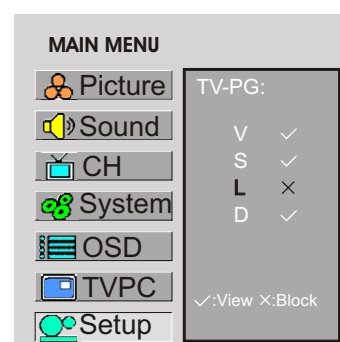 MAIN MENU
Picture
Sound
CH
System
OSD
TVPC
Setup
TV-PG:
V ✓
S ✓
L ×
D ✓
✓:View ×:Block